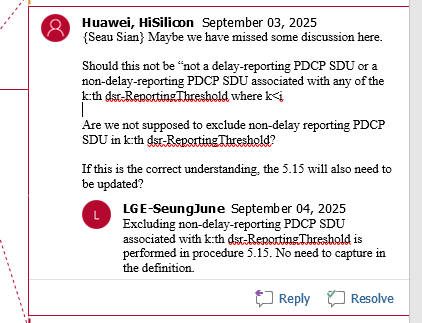 Huawei, HiSilicon September 03, 2025
{Seau Sian} Maybe we have missed some discussion here.
Should this not be “not a delay-reporting PDCP SDU or a
non-delay-reporting PDCP SDU associated with any of the
k:th dsr-ReportingThreshold where k<i
Are we not supposed to exclude non-delay reporting PDCP
SDU in k:th dsr-ReportingThreshold?
If this is the correct understanding, the 5.15 will also need to
be updated?
L
LGE-SeungJune September 04, 2025
Excluding non-delay-reporting PDCP SDU
associated with k:th dsr-ReportingThreshold is
performed in procedure 5.15. No need to capture in
the definition.
Reply Resolve